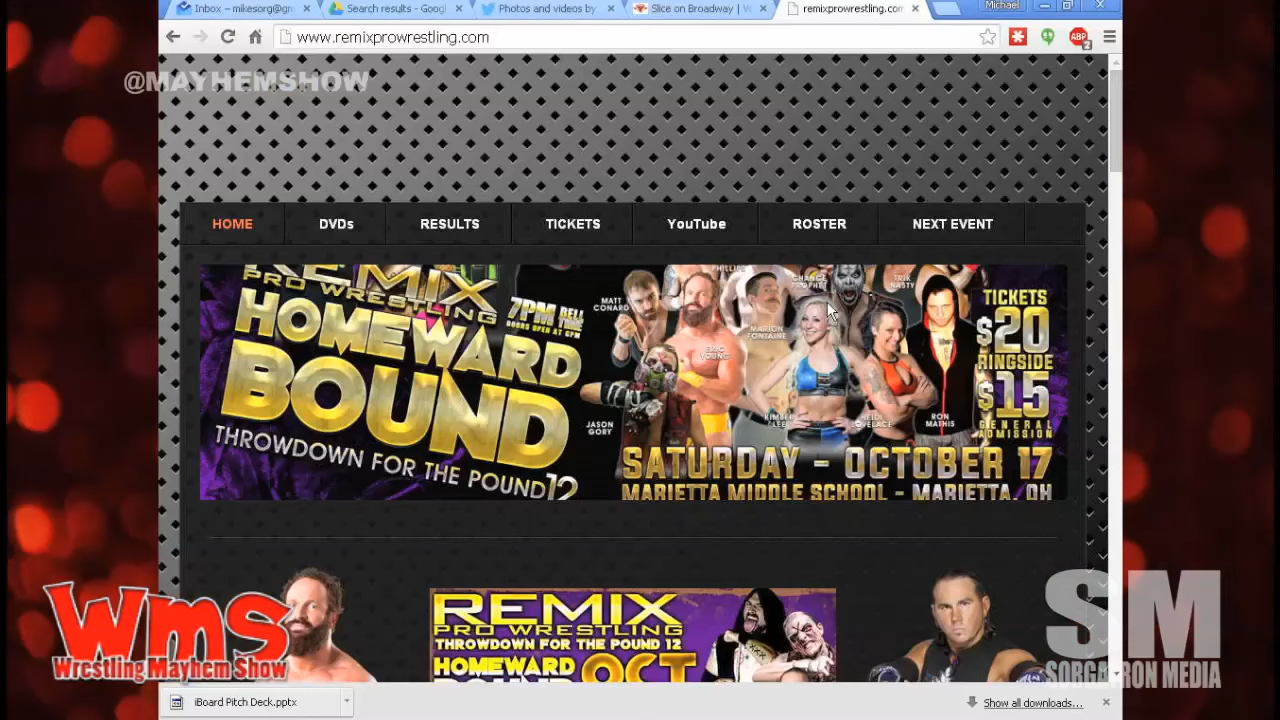 Inbox – mikesorg@gm
Search results - Googl
Photos and videos by
Slice on Broadway | V
remixprowrestling.com
Michael
www.remixprowrestling.com
ABP
2
@MAYHEMSHOW
HOME
DVDs
RESULTS
TICKETS
YouTube
ROSTER
NEXT EVENT
REMIX
PRO WRESTLING
HOMEWARD
BOUND
THROWDOWN FOR THE POUND 12
7PM BELL TIME
DOORS OPEN AT 6PM
MATT
CONARD
PHILLIPS
MARION
FONTAINE
ERIC
YOUNG
JASON
GORY
KIMBER
LEE
HEIDI
LOVELACE
RON
MATHIS
CHANCE
PROPHET
NASTY
TICKETS
$20
RINGSIDE
$15
GENERAL
ADMISSION
SATURDAY - OCTOBER 17
MARIETTA MIDDLE SCHOOL - MARIETTA, OH
REMIX
PRO WRESTLING
THROWDOWN FOR THE POUND 12
HOMEWARD
OCT
wms
Wrestling Mayhem Show
SM
SORGATRON MEDIA
iBoard Pitch Deck.pptx
Show all downloads...